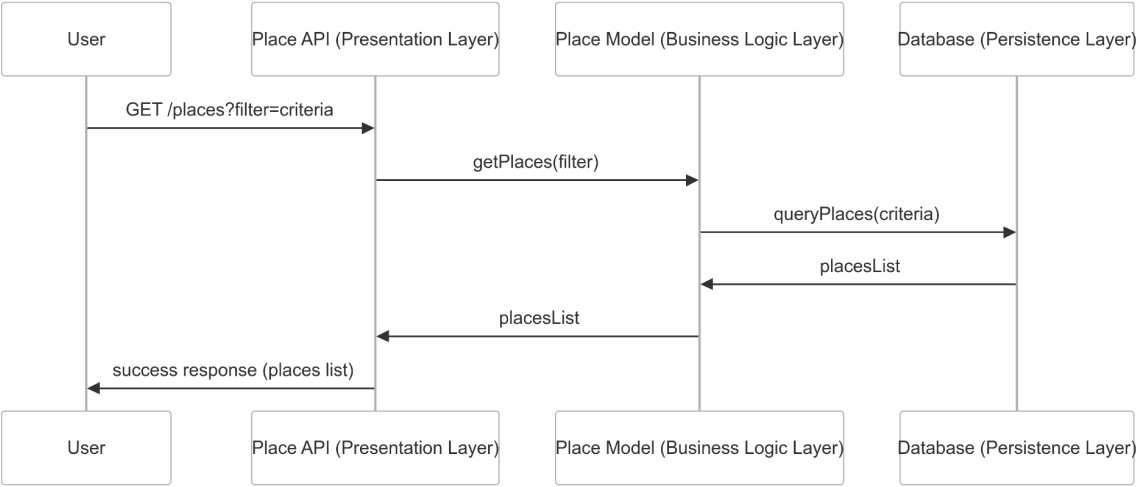 User
Place API (Presentation Layer)
Place Model (Business Logic Layer)
Database (Persistence Layer)
GET /places?filter=criteria
getPlaces(filter)
queryPlaces(criteria)
placesList
placesList
success response (places list)
User
Place API (Presentation Layer)
Place Model (Business Logic Layer)
Database (Persistence Layer)